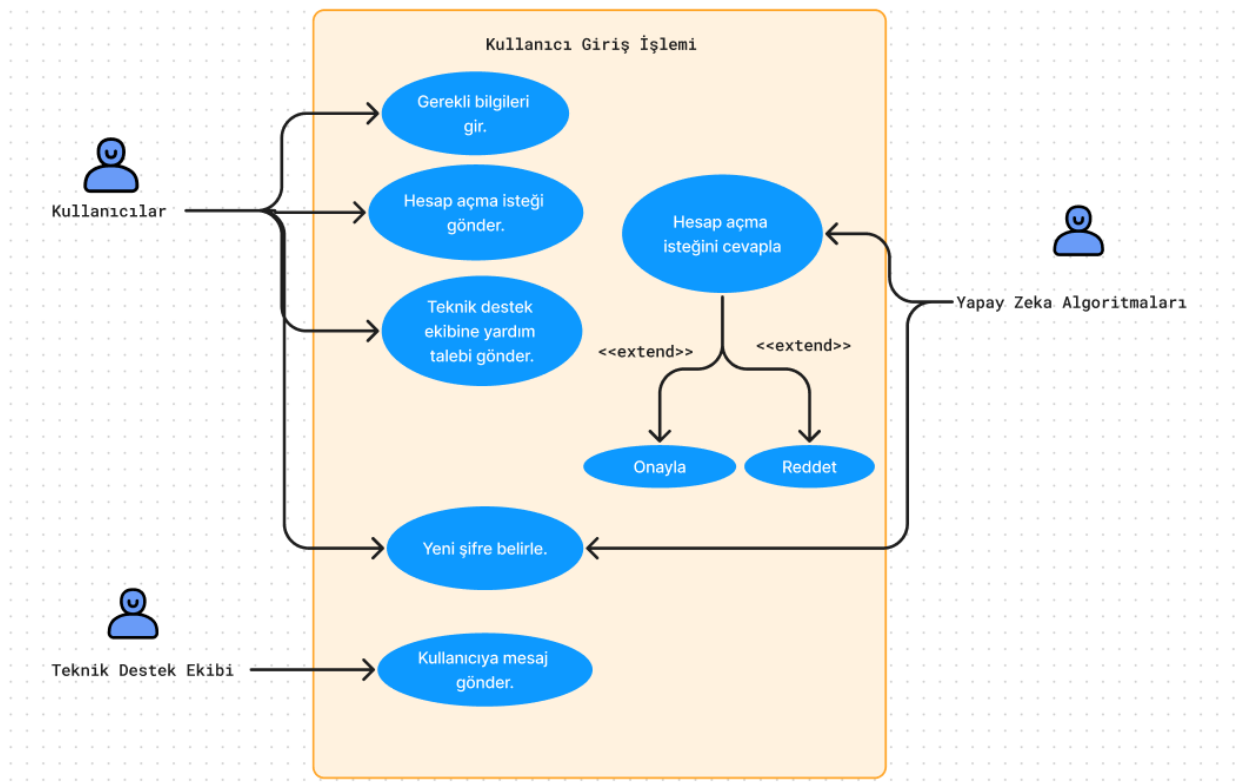 Kullanıcı Giriş İşlemi
Gerekli bilgileri
gir.
Hesap açma isteği
gönder.
Kullanıcılar
Hesap açma
isteğini cevapla
Yapay Zeka Algoritmaları
Teknik destek
ekibine yardım
talebi gönder.
<<extend>>
<<extend>>
Onayla
Reddet
Yeni şifre belirle.
Teknik Destek Ekibi
Kullanıcıya mesaj
gönder.